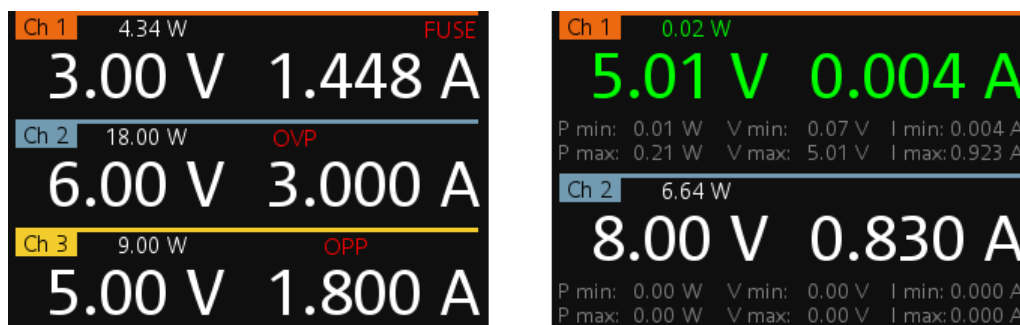 Ch 1 4.34 W FUSE
3.00 V 1.448 A
Ch 2 18.00 W OVP
6.00 V 3.000 A
Ch 3 9.00 W OPP
5.00 V 1.800 A
Ch 1 0.02 W
5.01 V 0.004 A
P min: 0.01 W V min: 0.07 V I min: 0.004 A
P max: 0.21 W V max: 5.01 V I max: 0.923 A
Ch 2 6.64 W
8.00 V 0.830 A
P min: 0.00 W V min: 0.00 V I min: 0.000 A
P max: 0.00 W V max: 0.00 V I max: 0.000 A